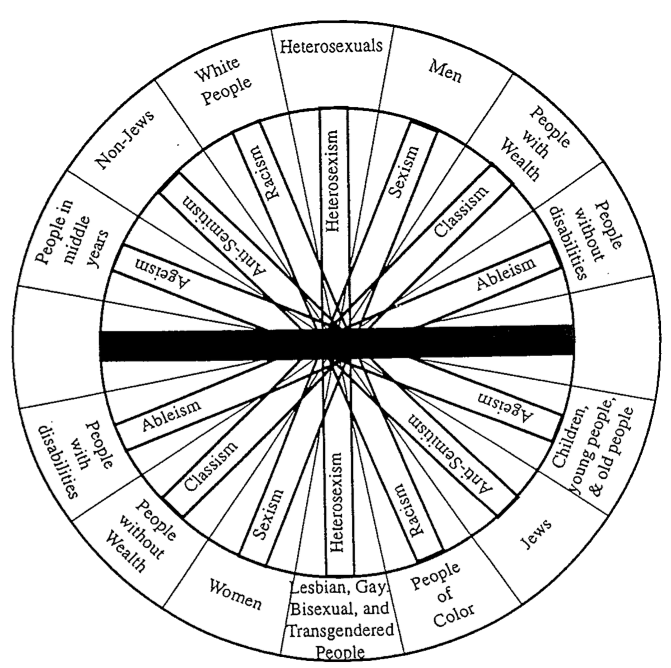 Heterosexuals
Men
People
with
Wealth
People
without
disabilities
Children,
young people,
& old people
Jews
People
of
Color
Lesbian, Gay,
Bisexual, and
Transgendered
People
Women
People
without
Wealth
People
with
disabilities
People in
middle
years
Non-Jews
White
People
Heterosexism
Sexism
Classism
Ableism
Ageism
Anti-Semitism
Racism
Heterosexism
Sexism
Classism
Ableism
Ageism
Anti-Semitism
Racism